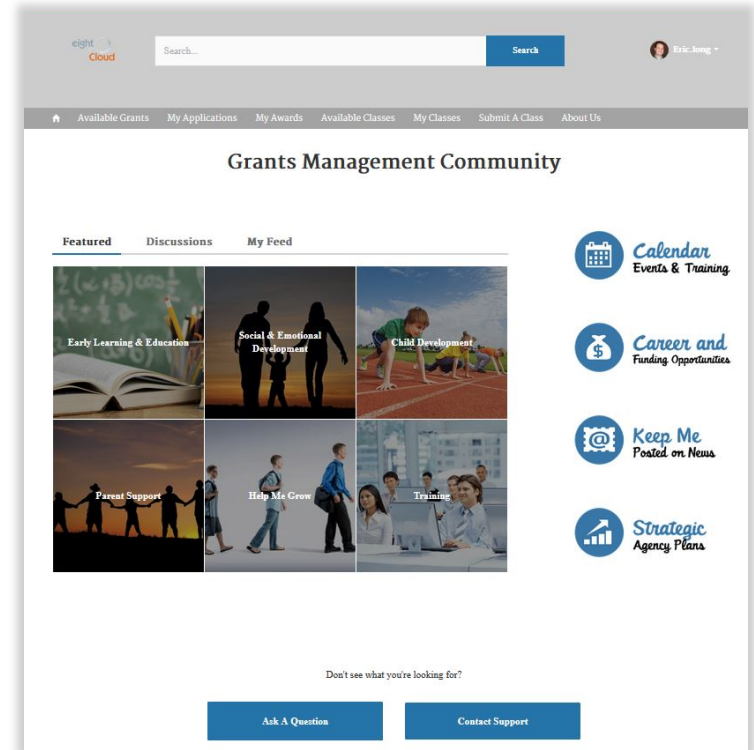 eight
Cloud
Search...
Search
Eric.long
Available Grants My Applications My Awards Available Classes My Classes Submit A Class About Us
Grants Management Community
Featured Discussions My Feed
Early Learning & Education
Social & Emotional
Development
Child Development
Parent Support
Help Me Grow
Training
Calendar
Events & Training
Career and
Funding Opportunities
Keep Me
Posted on News
Strategic
Agency Plans
Don't see what you're looking for?
Ask A Question
Contact Support